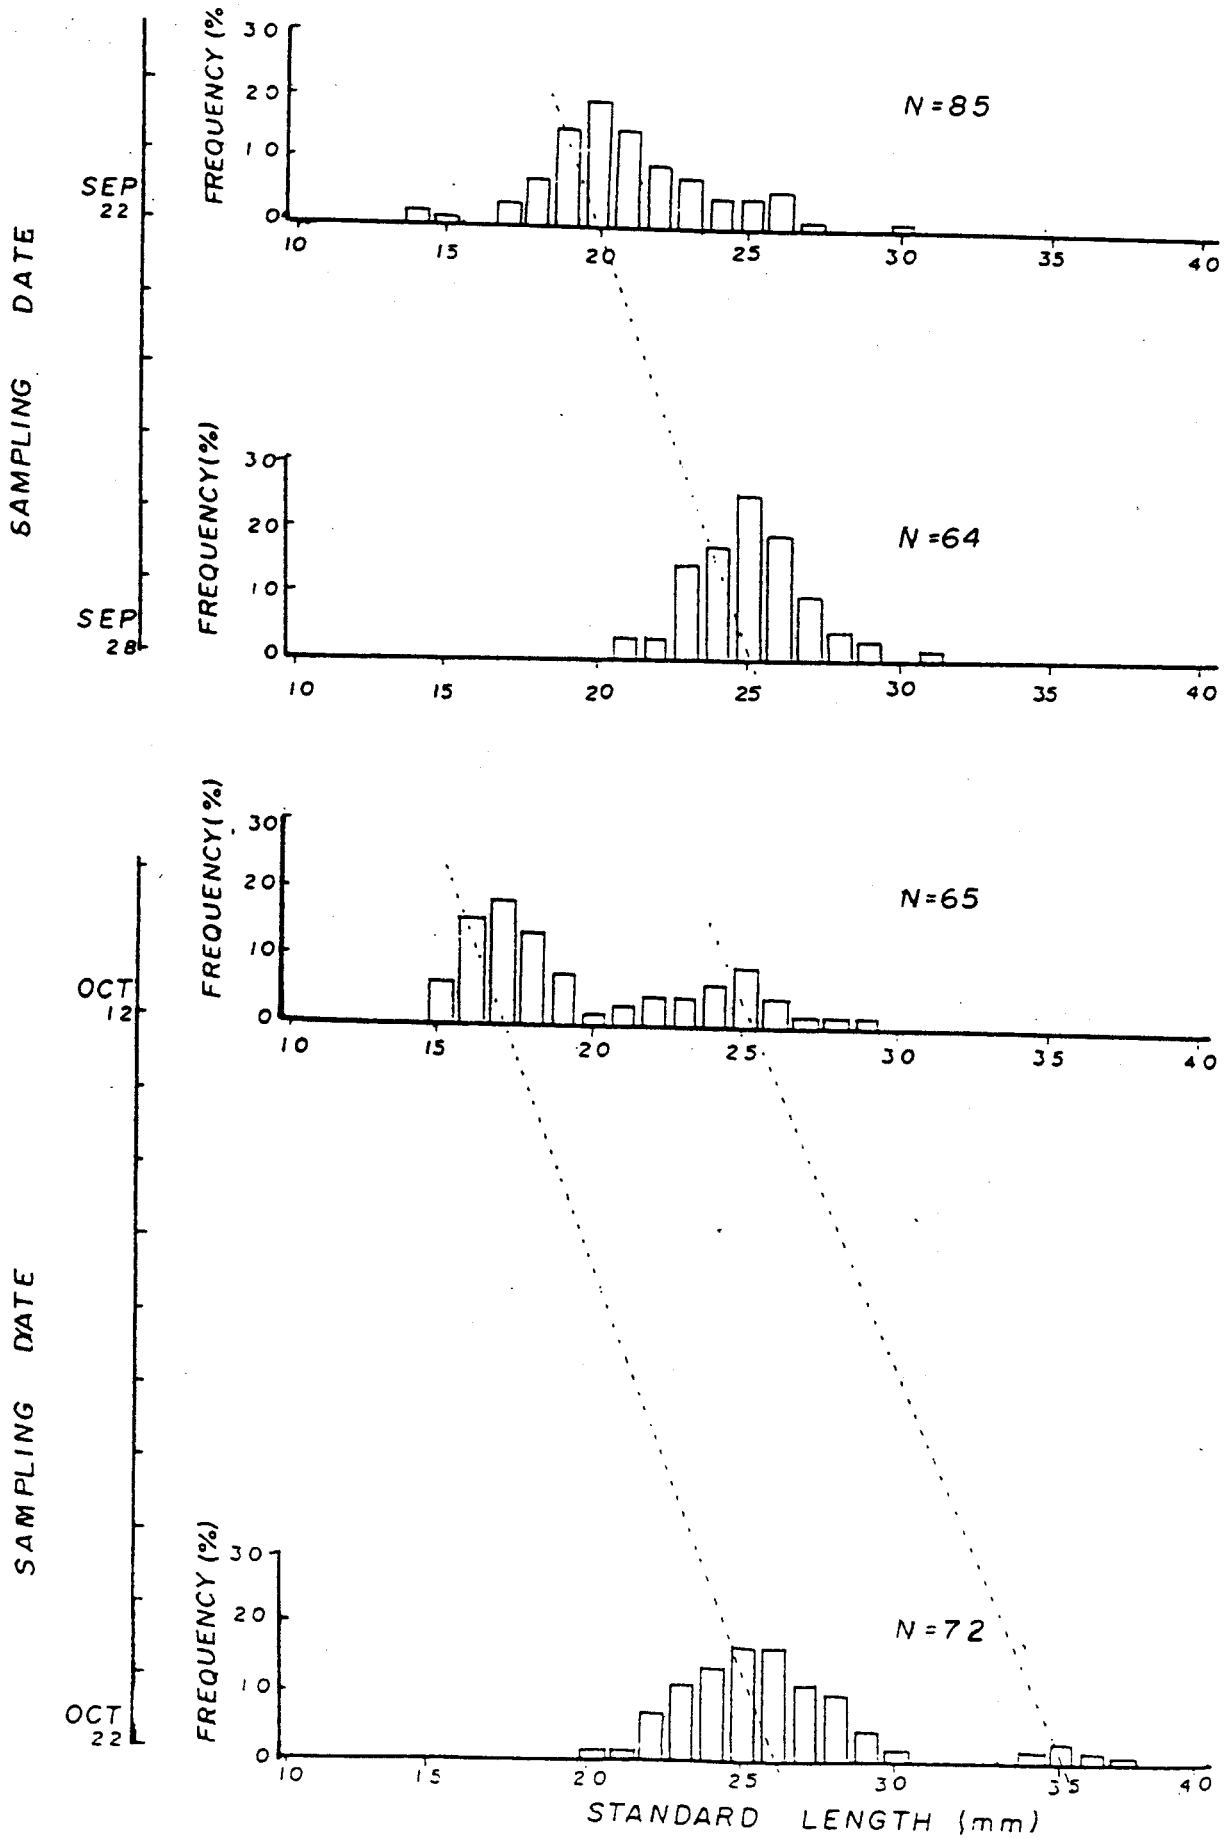 SAMPLING DATE
SEP
22
FREQUENCY (%
30
20
10
0
N=85
10 15 20 25 30 35 40
SEP
28
FREQUENCY (%)
30
20
10
0
N=64
10 15 20 25 30 35 40
SAMPLING DATE
OCT
12
FREQUENCY (%)
30
20
10
0
N=65
10 15 20 25 30 35 40
OCT
22
FREQUENCY (%)
30
20
10
0
N=72
10 15 20 25 30 35 40
STANDARD LENGTH (mm)